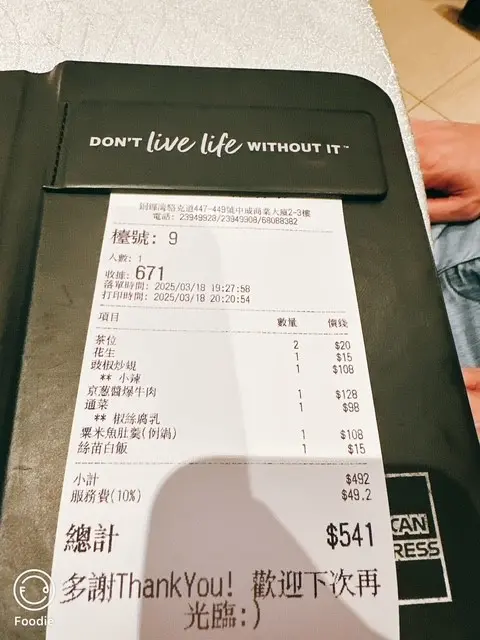 DON'T live life WITHOUT IT™
銅鑼灣駱克道447-449號中威商業大廈2-3樓
電話: 23949928/23949308/68088382
檯號: 9
人數: 1
收據: 671
落單時間: 2025/03/18 19:27:58
打印時間: 2025/03/18 20:20:54
項目 數量 價錢
茶位 2 $20
花生 1 $15
豉椒炒蜆 1 $108
** 小辣
京葱醬爆牛肉 1 $128
通菜 1 $98
** 椒絲腐乳
粟米魚肚羹(例窩) 1 $108
絲苗白飯 1 $15
小計 $492
服務費(10%) $49.2
總計 $541
多謝ThankYou! 歡迎下次再
光臨:)
CAN
RESS
Foodie